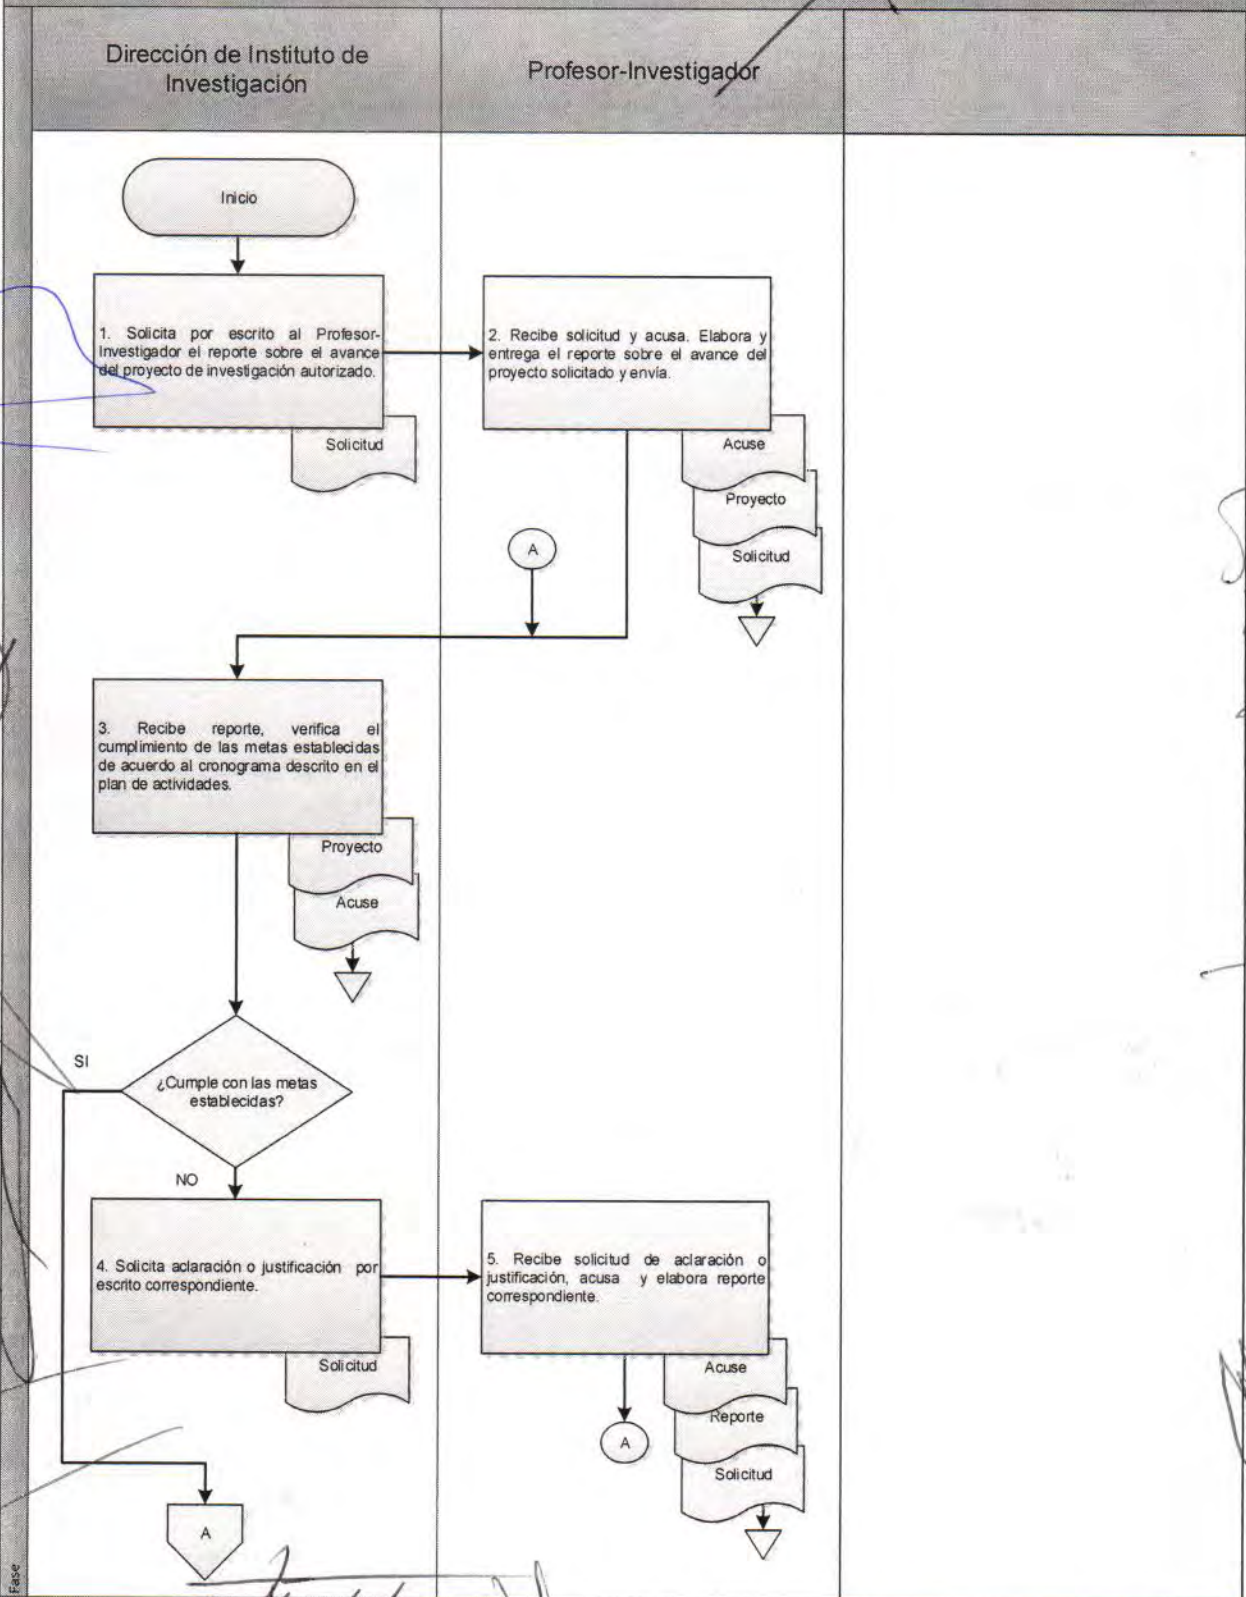 Dirección de Instituto de
Investigación
Profesor-Investigador
Inicio
1. Solicita por escrito al Profesor-
Investigador el reporte sobre el avance
del proyecto de investigación autorizado.
Solicitud
2. Recibe solicitud y acusa. Elabora y
entrega el reporte sobre el avance del
proyecto solicitado y envía.
Acuse
Proyecto
Solicitud
A
3. Recibe reporte, verifica el
cumplimiento de las metas establecidas
de acuerdo al cronograma descrito en el
plan de actividades.
Proyecto
Acuse
¿Cumple con las metas
establecidas?
SI
NO
4. Solicita aclaración o justificación por
escrito correspondiente.
Solicitud
5. Recibe solicitud de aclaración o
justificación, acusa y elabora reporte
correspondiente.
Acuse
Reporte
Solicitud
A
A
Fase